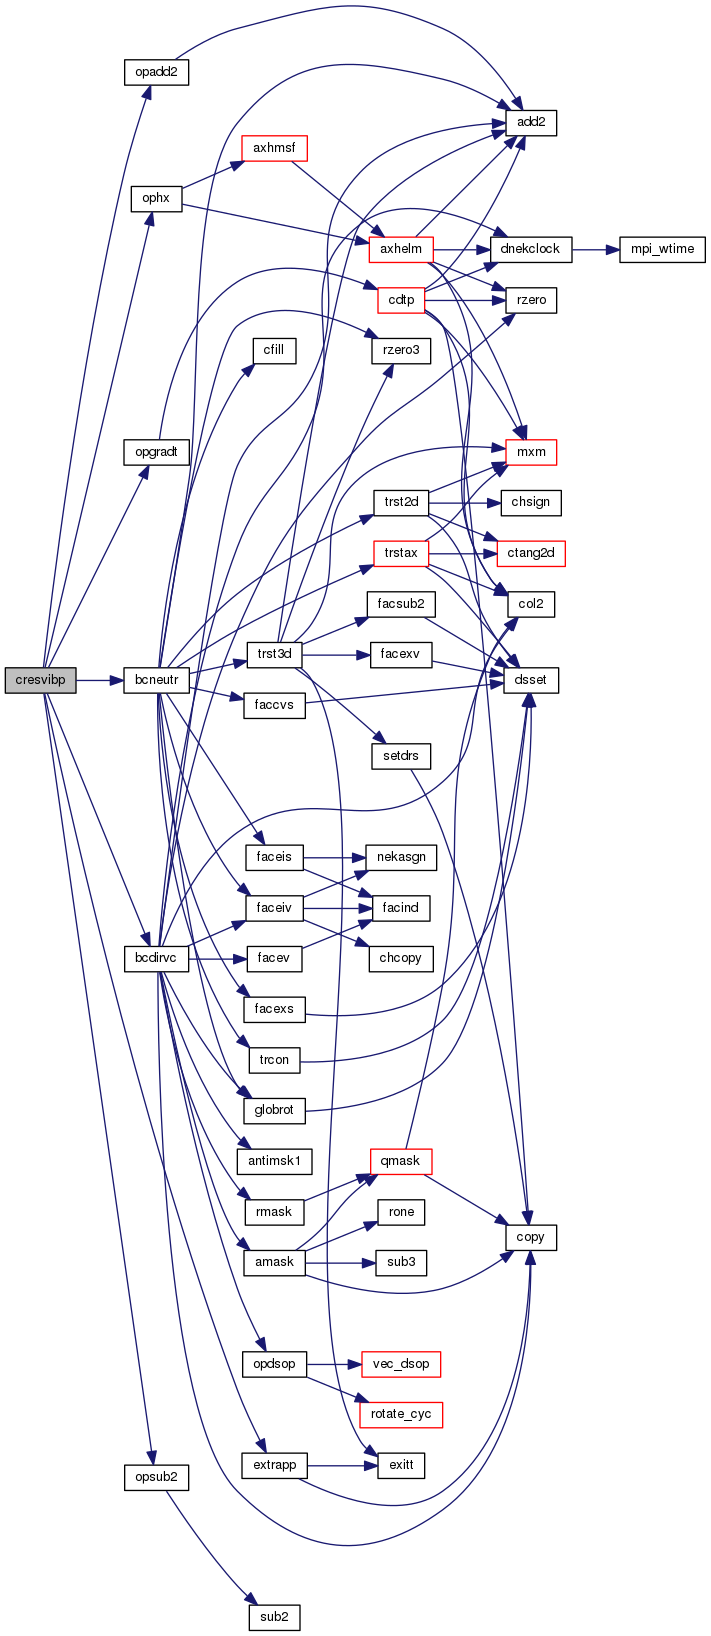 opadd2
add2
axhmsf
ophx
axhelm
dnekclock
mpi_wtime
cdtp
rzero
cfill
rzero3
opgradt
mxm
trst2d
chsign
trstax
ctang2d
facsub2
col2
cresvibp
bcneutr
trst3d
facexv
dsset
faccvs
setdrs
faceis
nekasgn
faceiv
facind
bcdirvc
facev
chcopy
facexs
trcon
globrot
antimsk1
qmask
rmask
rone
copy
amask
sub3
opdsop
vec_dsop
rotate_cyc
extrapp
exitt
opsub2
sub2